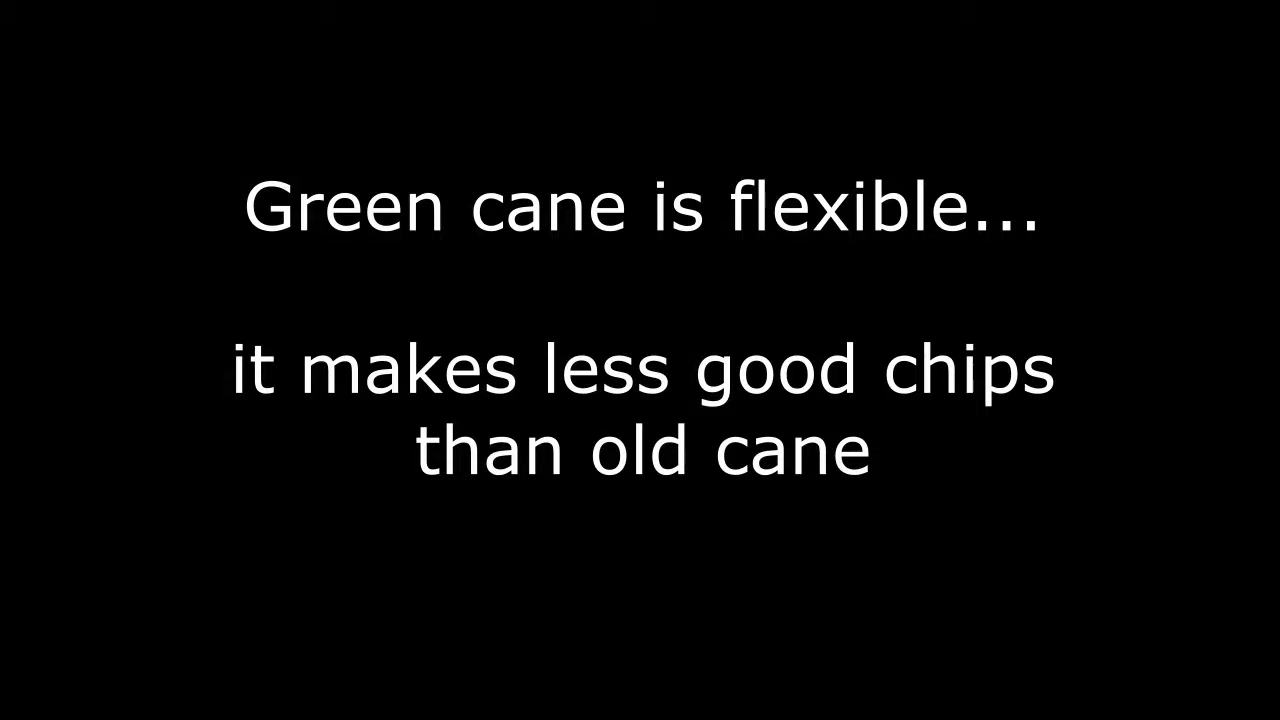 Green cane is flexible...
it makes less good chips
than old cane